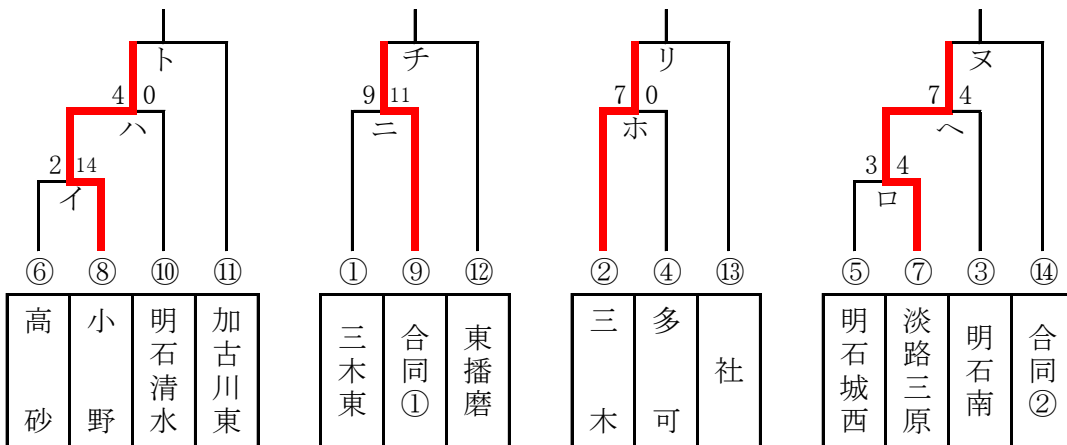 ト チ リ ヌ
4 0 9 11 7 0 7 4
ハ ニ ホ ヘ
2 14 3 4
イ ロ
⑥ ⑧ ⑩ ⑪ ① ⑨ ⑫ ② ④ ⑬ ⑤ ⑦ ③ ⑭
高砂
小野
明石清水
加古川東
三木東
合同①
東播磨
三木
多可
社
明石城西
淡路三原
明石南
合同②